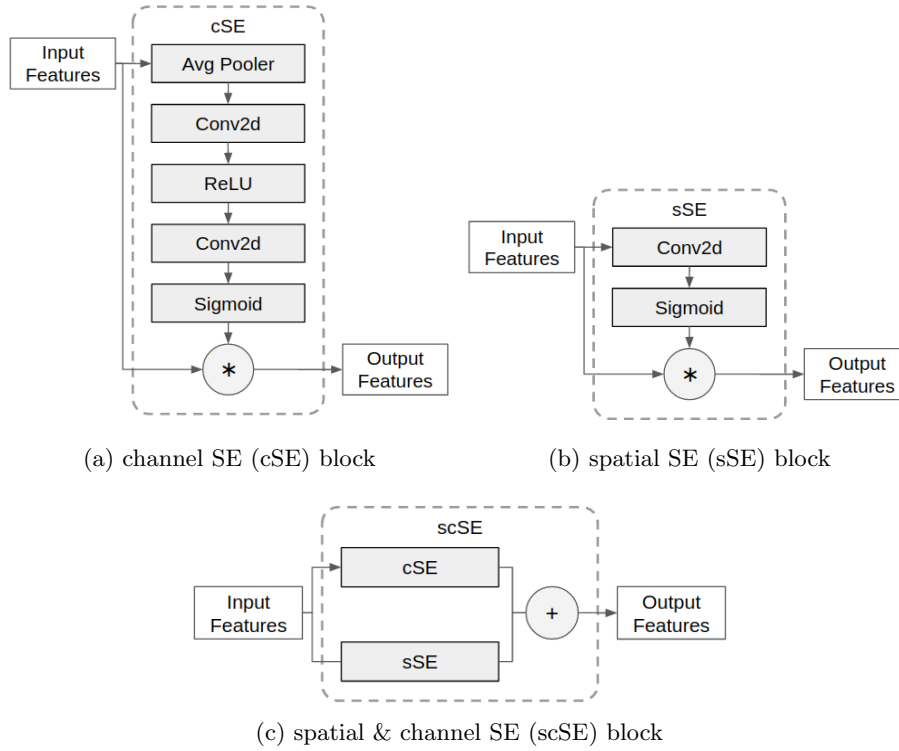 cSE
Input
Features
Avg Pooler
Conv2d
ReLU
Conv2d
Sigmoid
*
Output
Features
(a) channel SE (cSE) block
sSE
Input
Features
Conv2d
Sigmoid
*
Output
Features
(b) spatial SE (sSE) block
scSE
Input
Features
cSE
sSE
+
Output
Features
(c) spatial & channel SE (scSE) block